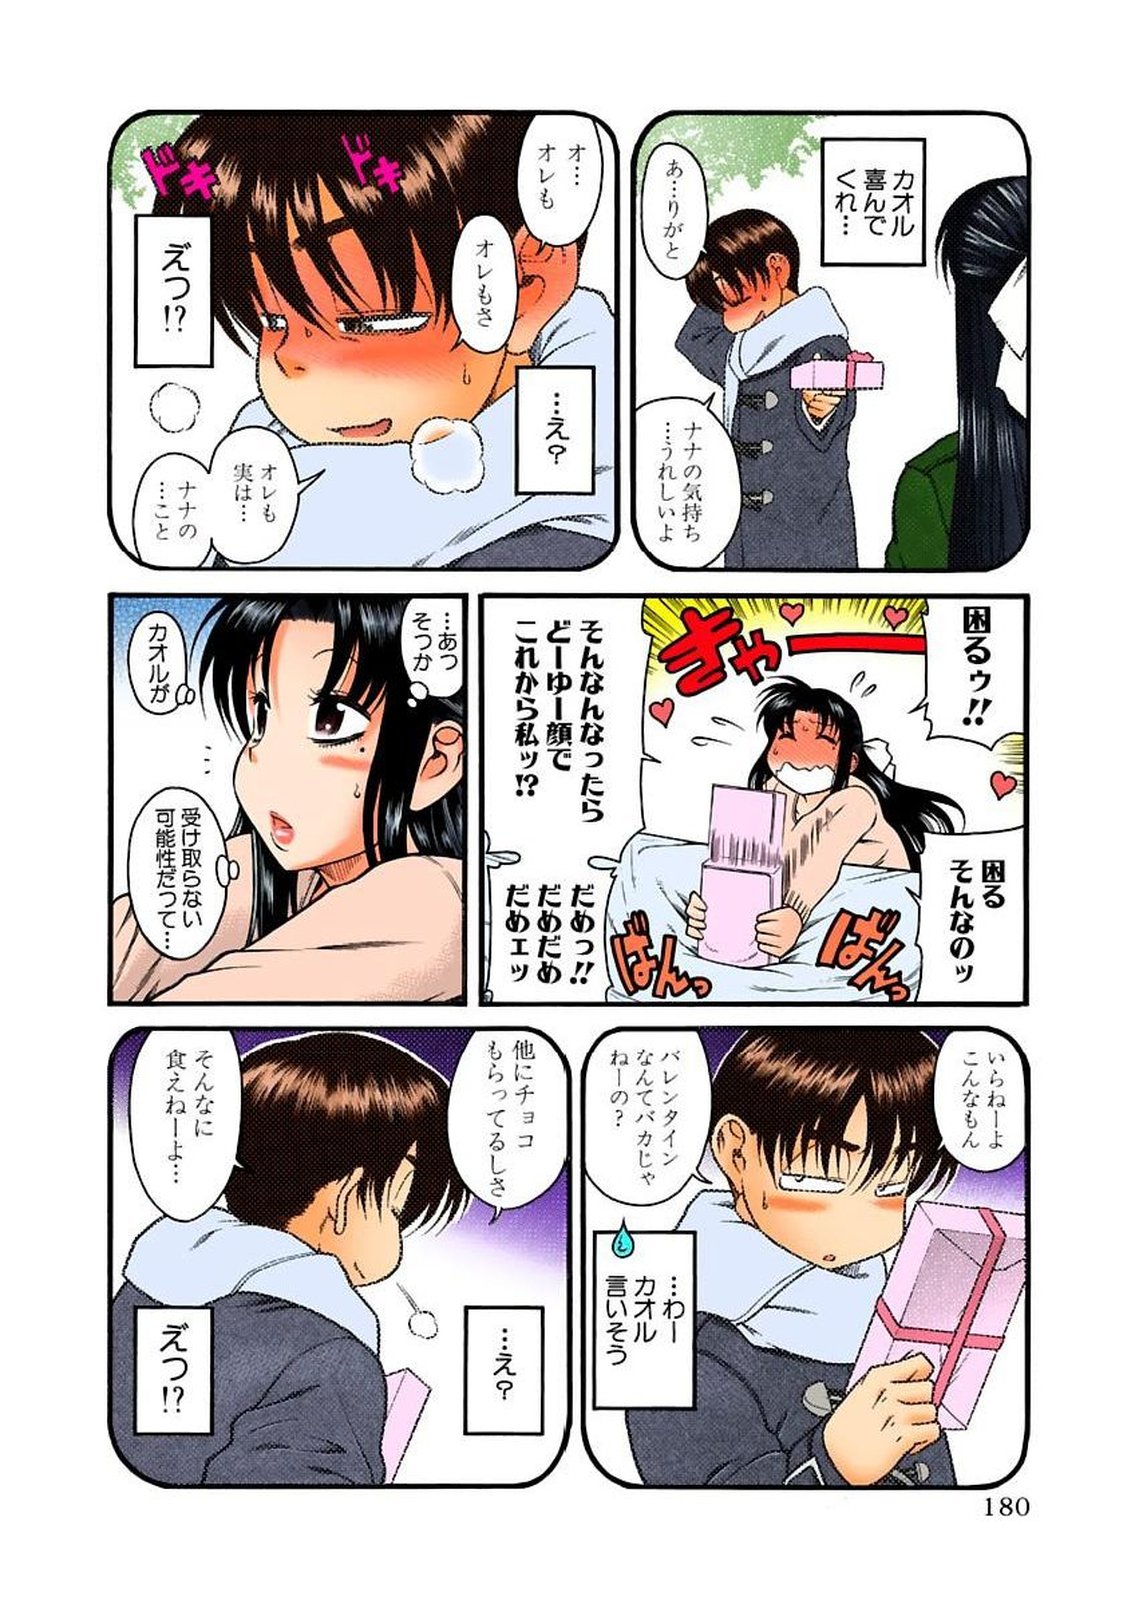 カオル
喜んで
くれ…
あ…りがと
ナナの気持ち
…うれしいよ
オ…
オレも
オレもさ
…え?
ドキ
ドキ
えっ!?
オレも
実は…
ナナの
…こと
困るゥ!!
困る
そんなのッ
きゃーー
そんなんなったら
どーゆー顔で
これから私ッ!?
ばんっ
ばんっ
だめっ!!
だめだめ
だめェッ
…あっ
そっか
カオルが
受け取らない
可能性だって…
いらねーよ
こんなもん
バレンタイン
なんてバカじゃ
ねーの?
…わー
カオル
言いそう
他にチョコ
もらってるしさ
…え?
そんなに
食えねーよ…
えっ!?
180